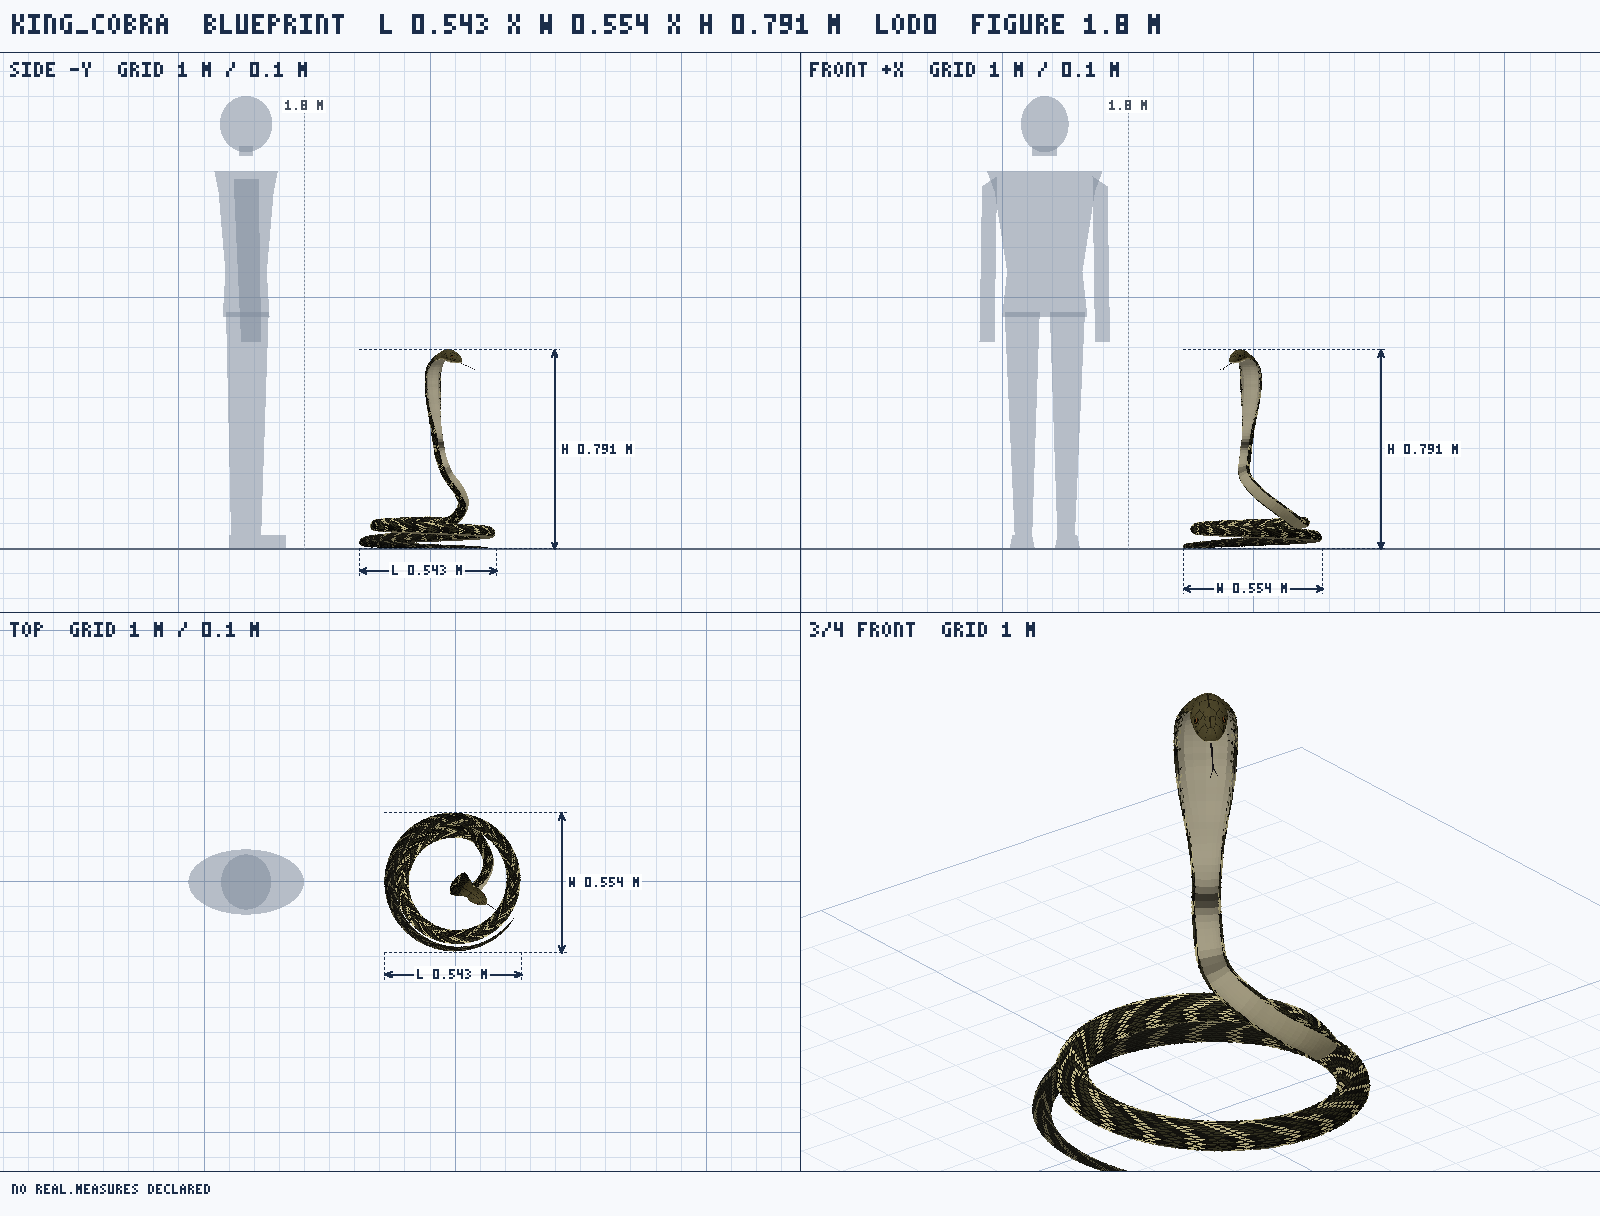 KING_COBRA BLUEPRINT L 0.543 X W 0.554 X H 0.791 M LOD0 FIGURE 1.8 M
SIDE -Y GRID 1 M / 0.1 M
1.8 M
H 0.791 M
L 0.543 M
FRONT +X GRID 1 M / 0.1 M
1.8 M
H 0.791 M
W 0.554 M
TOP GRID 1 M / 0.1 M
W 0.554 M
L 0.543 M
3/4 FRONT GRID 1 M
NO REAL.MEASURES DECLARED